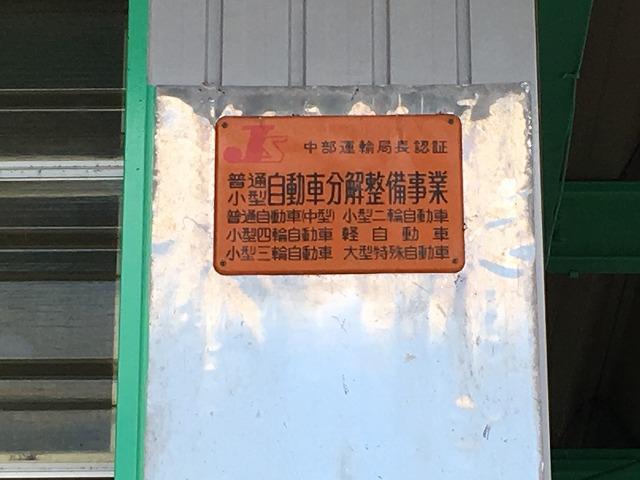 JS 中部運輸局長認証
普通
小型 自動車分解整備事業
普通自動車(中型) 小型二輪自動車
小型四輪自動車 軽自動車
小型三輪自動車 大型特殊自動車